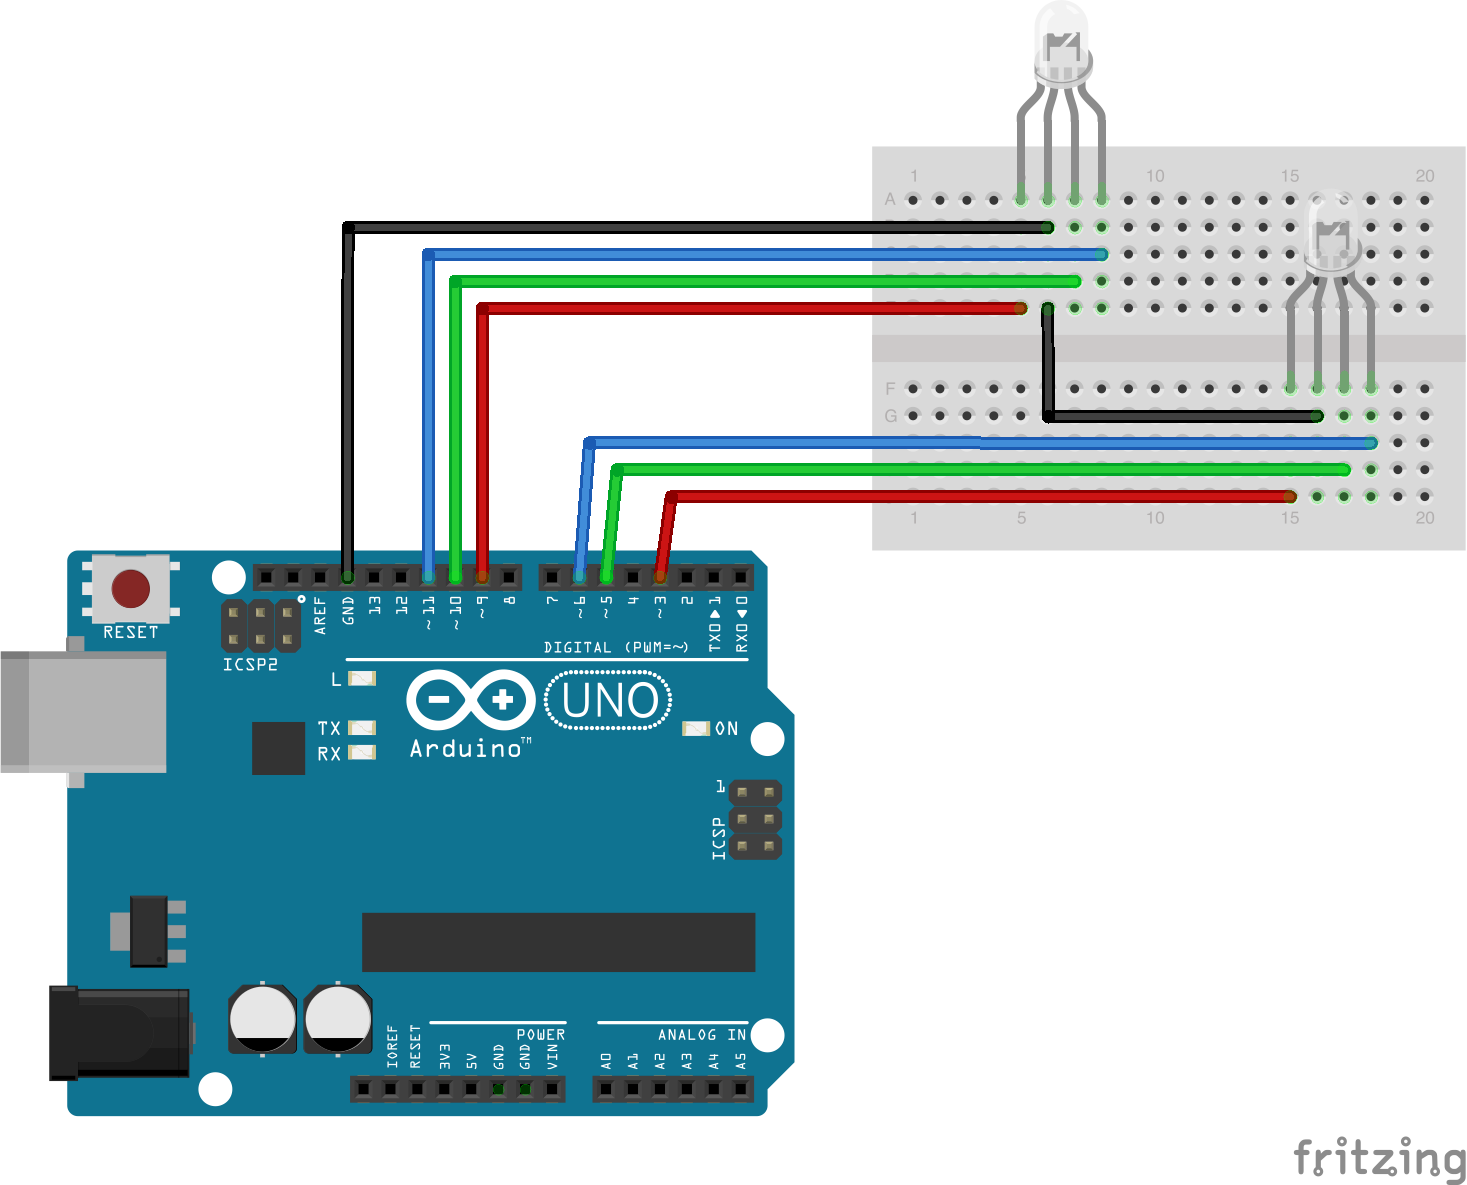 1 10 15 20
A
F
G
1 5 10 15 20
RESET
ICSP2
AREF
GND
13
12
~11
~10
~9
8
7
~6
~5
4
~3
2
TX0▶1
RX0◀0
DIGITAL (PWM=~)
L
TX
RX
Arduino™
UNO
ON
1
ICSP
IOREF
RESET
3V3
5V
GND
GND
VIN
POWER
ANALOG IN
A0
A1
A2
A3
A4
A5
fritzing